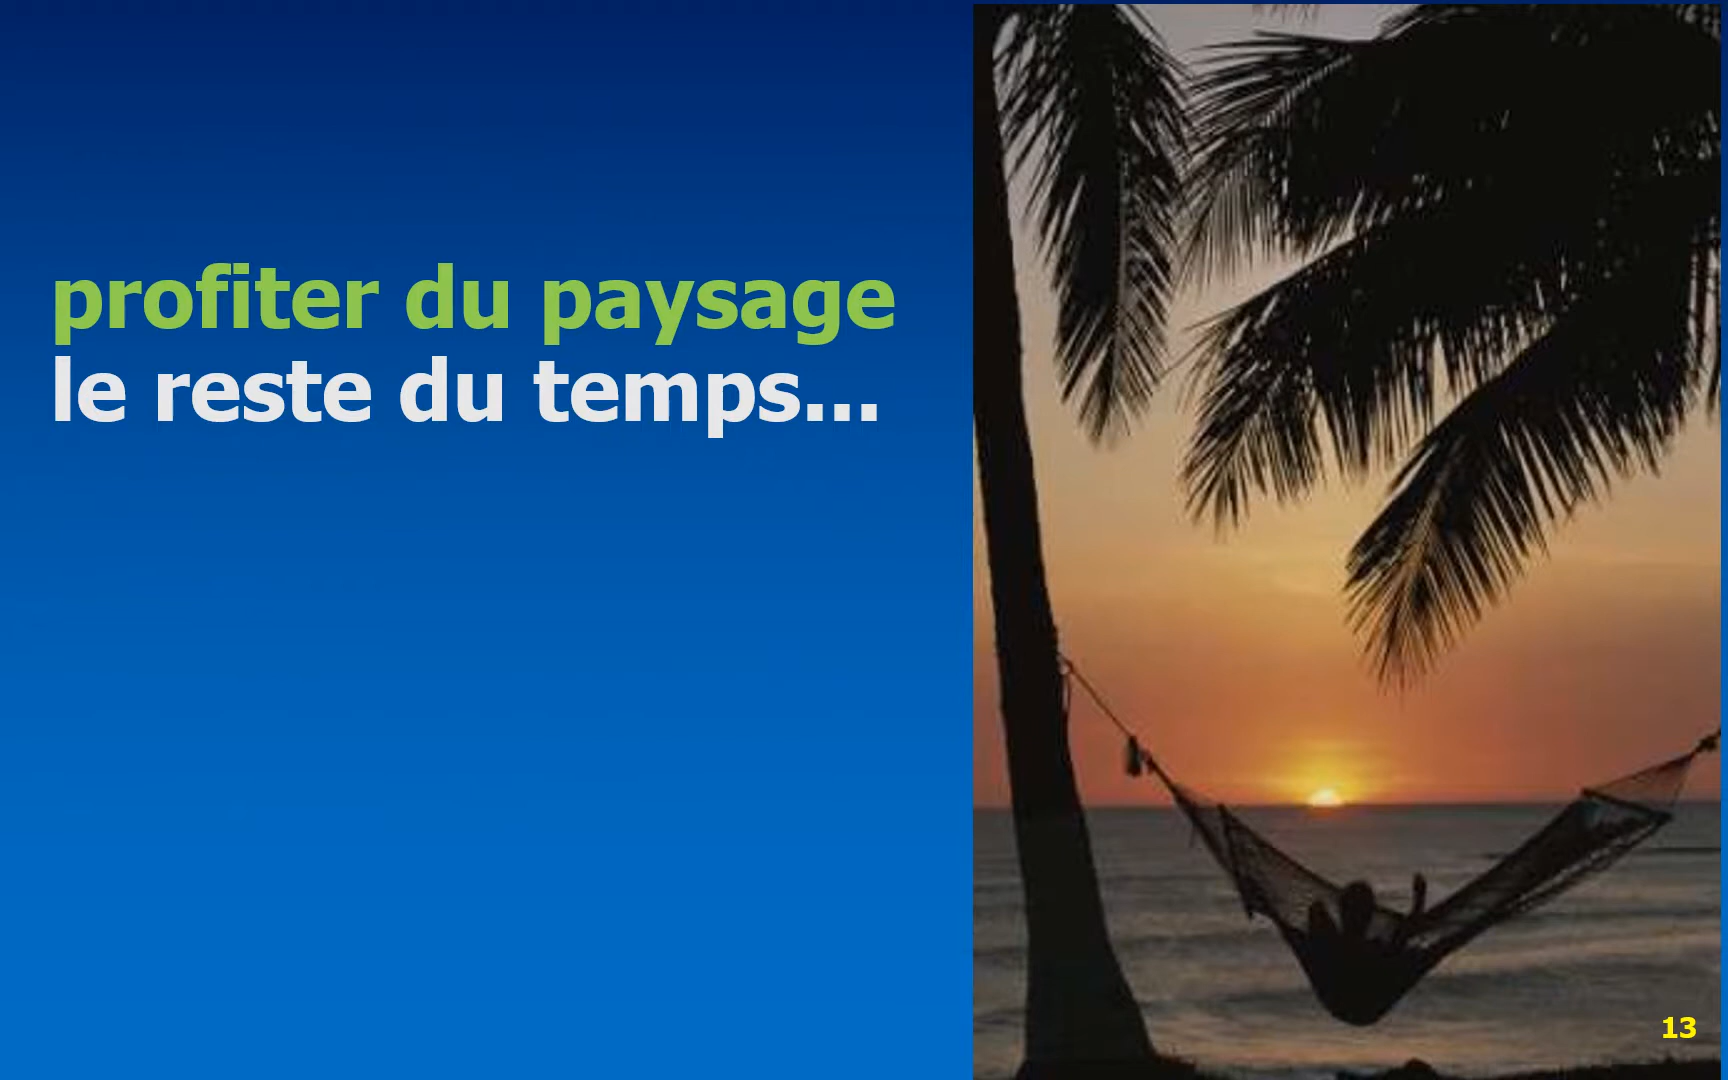 profiter du paysage
le reste du temps...
13